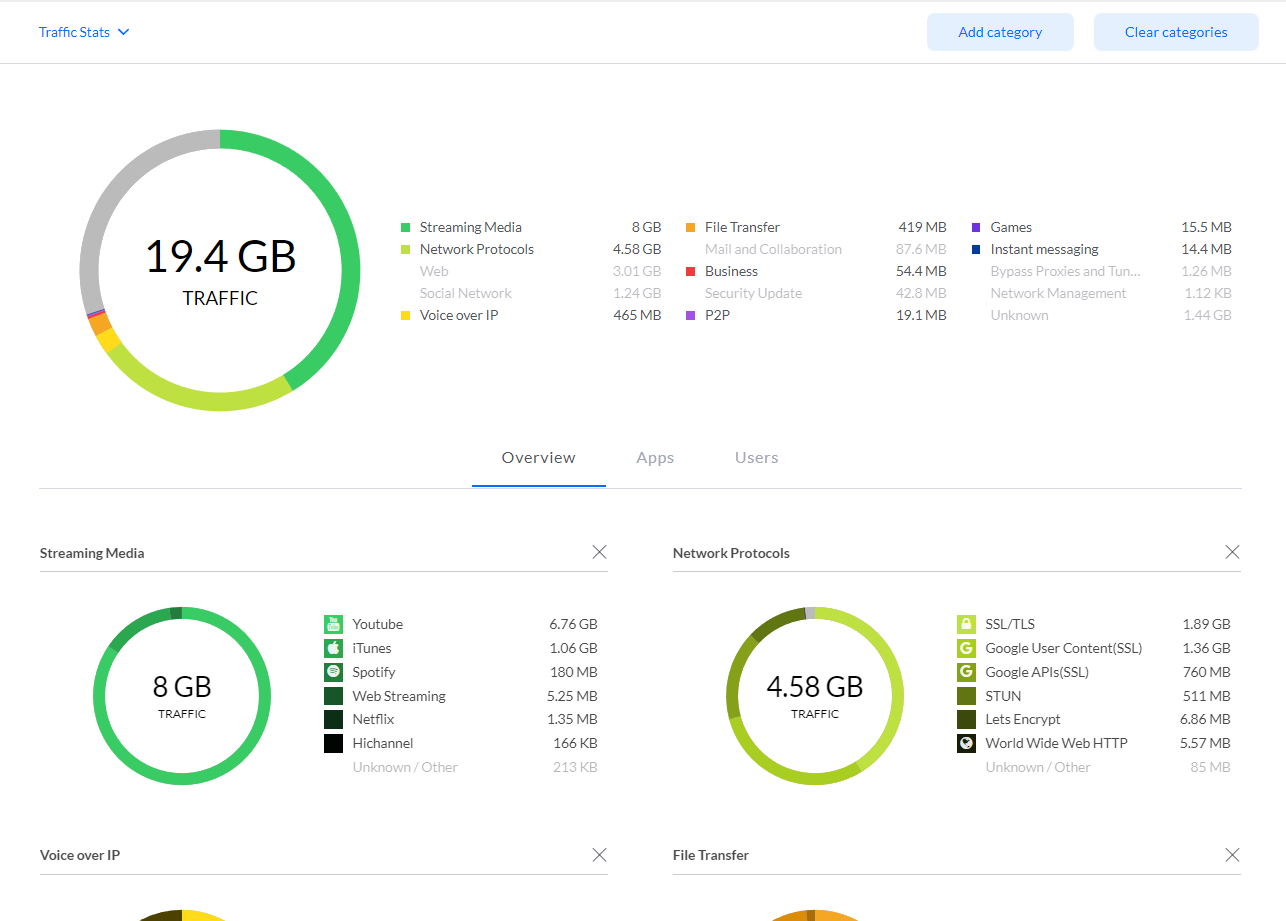 Traffic Stats
Add category
Clear categories
19.4 GB
TRAFFIC
Streaming Media 8 GB
Network Protocols 4.58 GB
Web 3.01 GB
Social Network 1.24 GB
Voice over IP 465 MB
File Transfer 419 MB
Mail and Collaboration 87.6 MB
Business 54.4 MB
Security Update 42.8 MB
P2P 19.1 MB
Games 15.5 MB
Instant messaging 14.4 MB
Bypass Proxies and Tun... 1.26 MB
Network Management 1.12 KB
Unknown 1.44 GB
Overview
Apps
Users
Streaming Media
8 GB
TRAFFIC
Youtube 6.76 GB
iTunes 1.06 GB
Spotify 180 MB
Web Streaming 5.25 MB
Netflix 1.35 MB
Hichannel 166 KB
Unknown / Other 213 KB
Network Protocols
4.58 GB
TRAFFIC
SSL/TLS 1.89 GB
Google User Content(SSL) 1.36 GB
Google APIs(SSL) 760 MB
STUN 511 MB
Lets Encrypt 6.86 MB
World Wide Web HTTP 5.57 MB
Unknown / Other 85 MB
Voice over IP
File Transfer